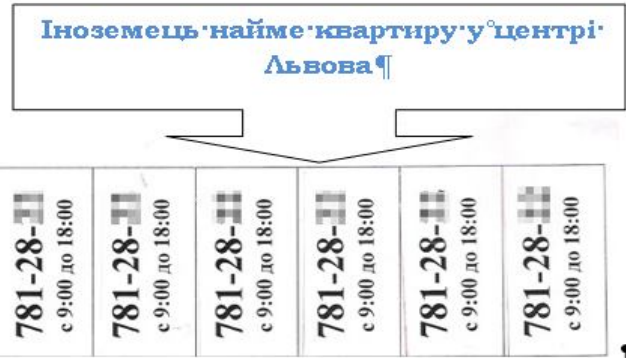 Іноземець найме квартиру у центрі
Львова
781-28-
с 9:00 до 18:00
781-28-
с 9:00 до 18:00
781-28-
с 9:00 до 18:00
781-28-
с 9:00 до 18:00
781-28-
с 9:00 до 18:00
781-28-
с 9:00 до 18:00